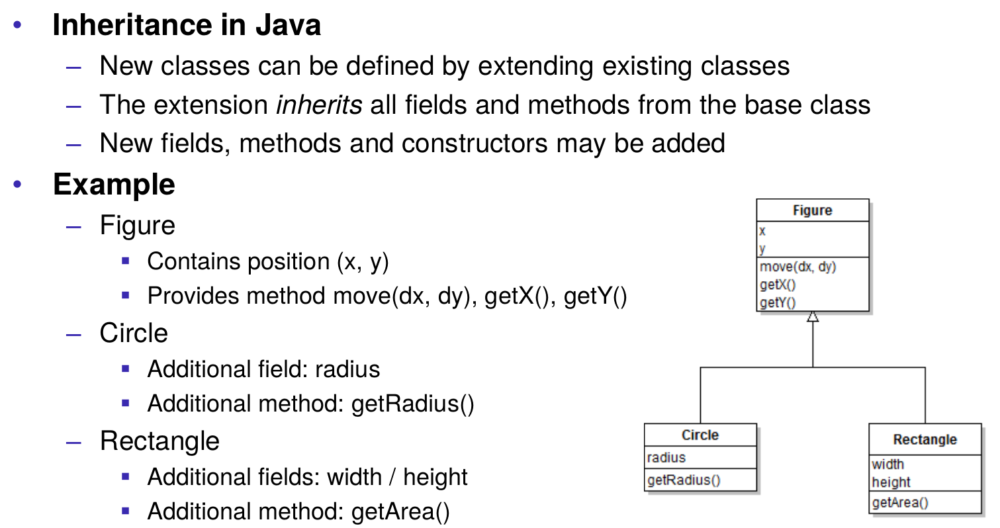 • Inheritance in Java
– New classes can be defined by extending existing classes
– The extension inherits all fields and methods from the base class
– New fields, methods and constructors may be added
• Example
– Figure
▪ Contains position (x, y)
▪ Provides method move(dx, dy), getX(), getY()
– Circle
▪ Additional field: radius
▪ Additional method: getRadius()
– Rectangle
▪ Additional fields: width / height
▪ Additional method: getArea()
Figure
x
y
move(dx, dy)
getX()
getY()
Circle
radius
getRadius()
Rectangle
width
height
getArea()